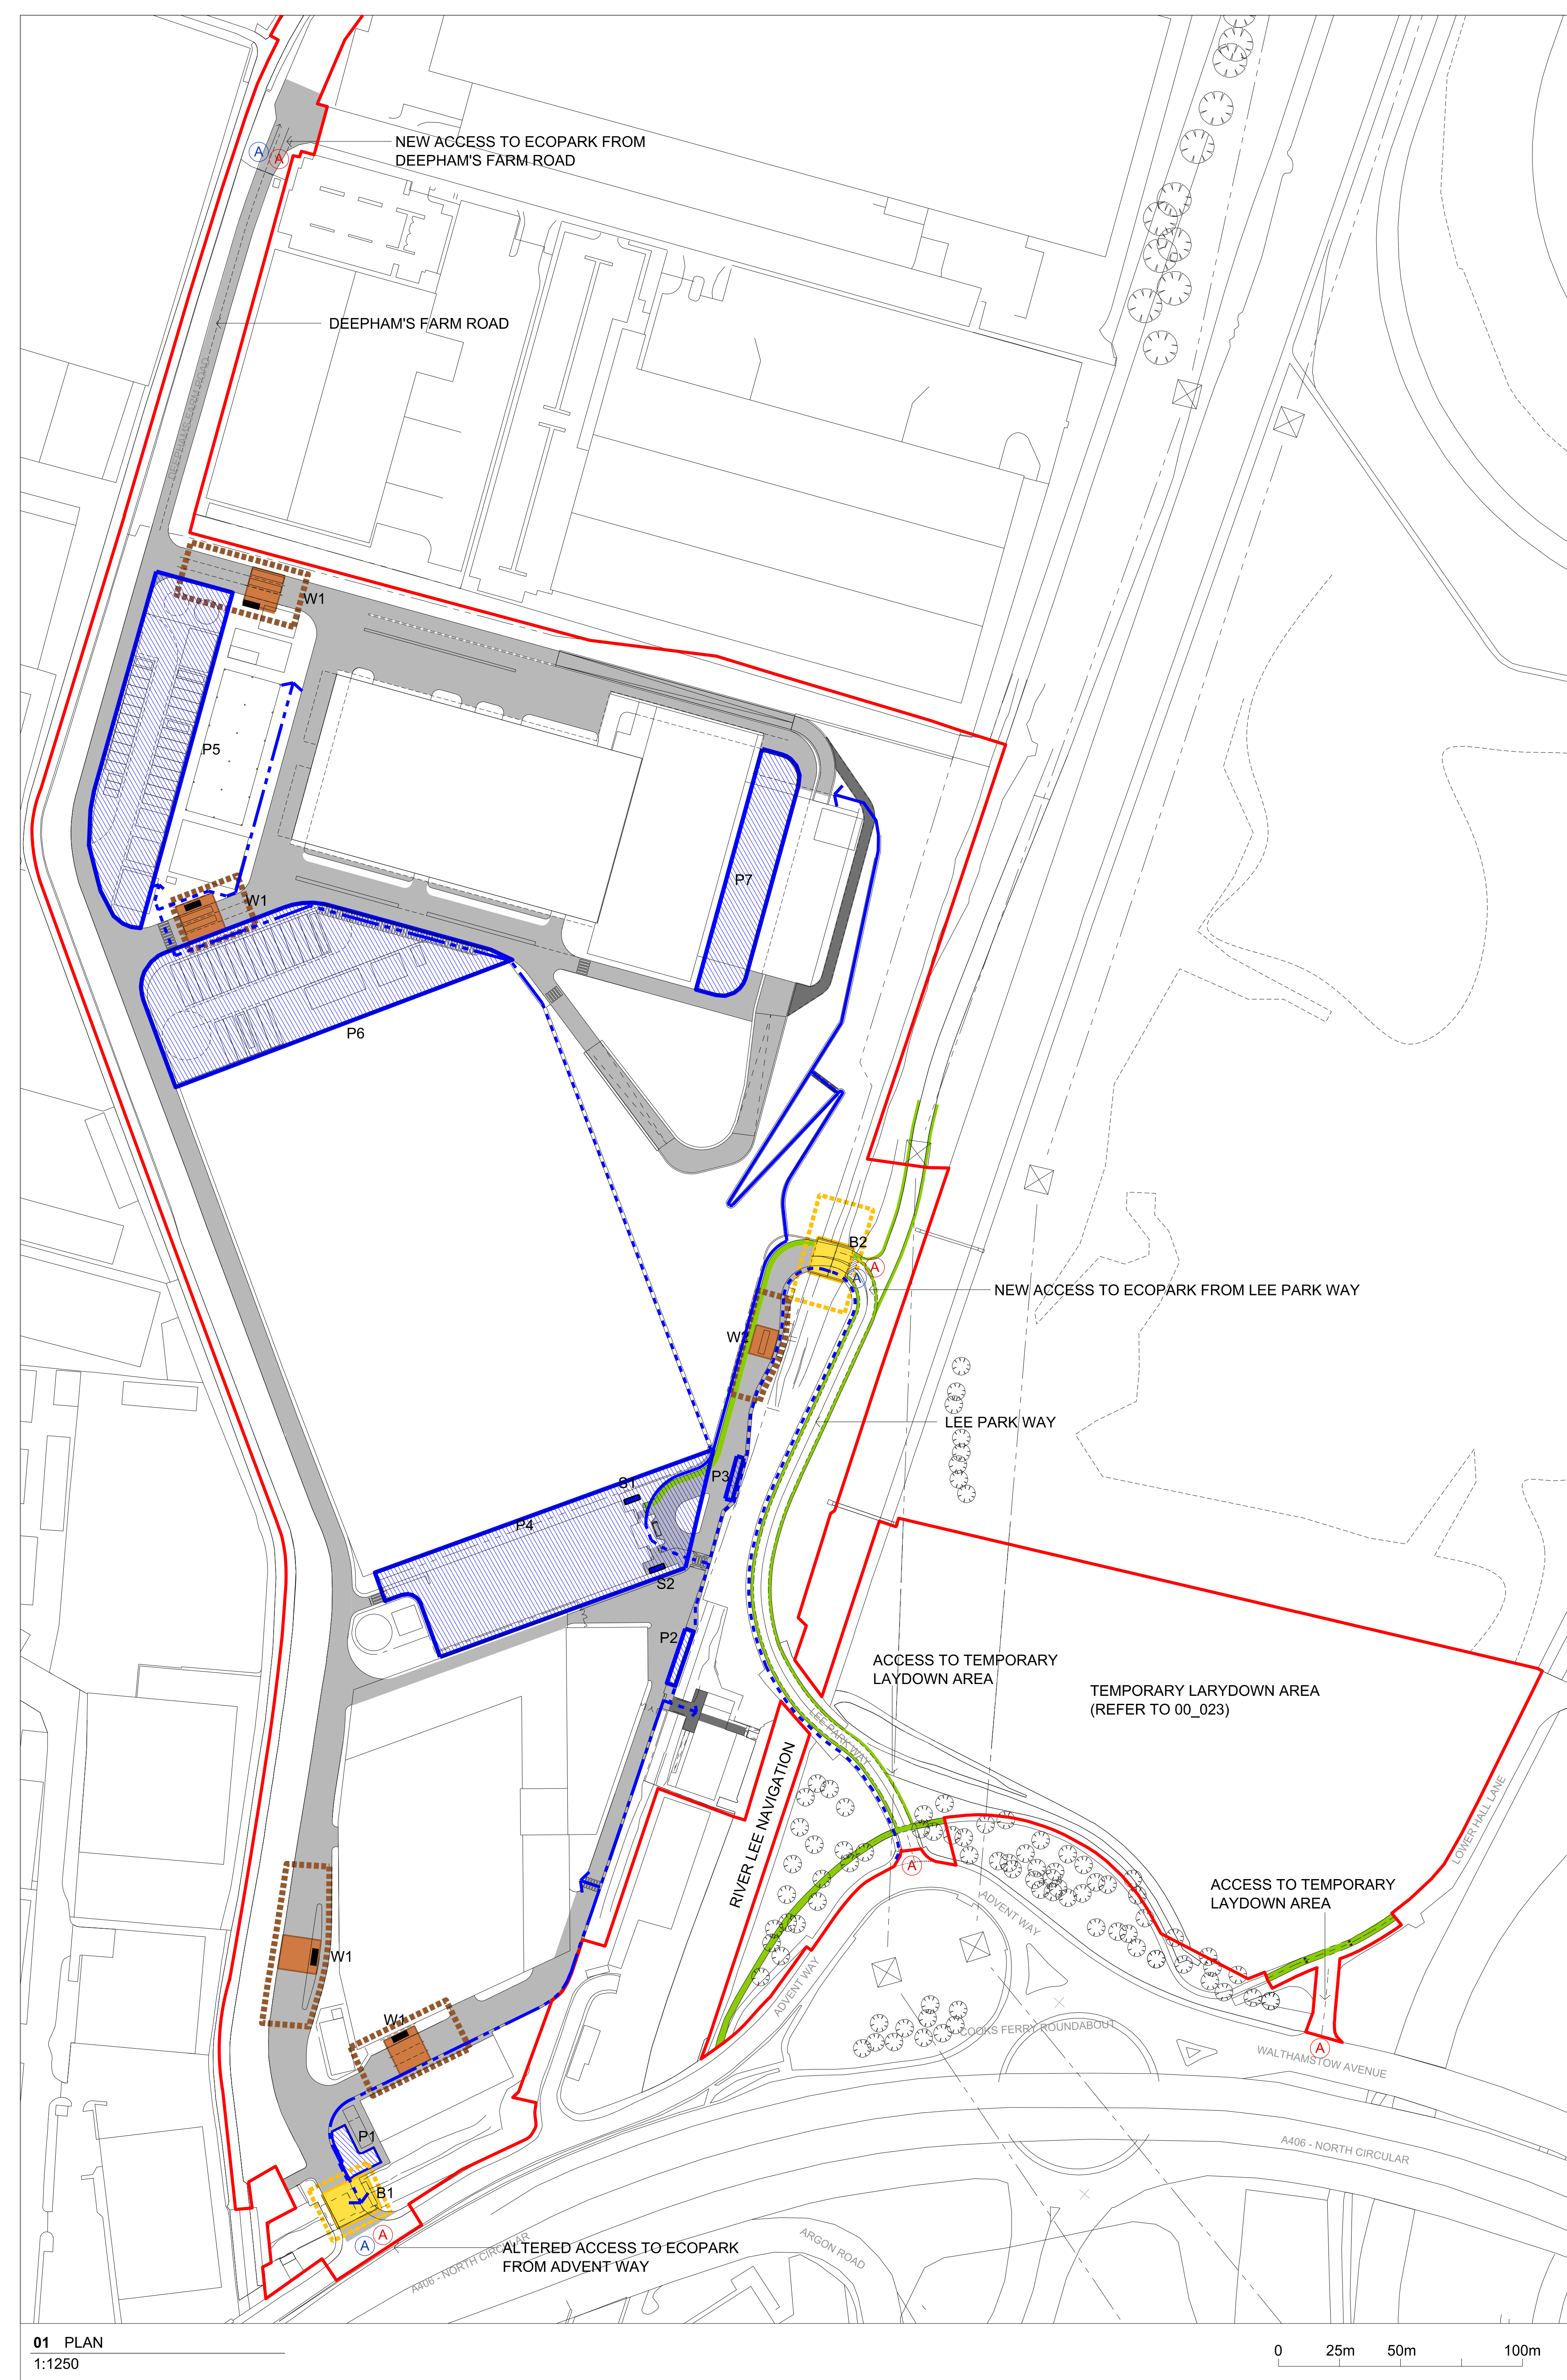 NEW ACCESS TO ECOPARK FROM
DEEPHAM'S FARM ROAD
A
A
DEEPHAM'S FARM ROAD
DEEPHAMS FARM ROAD
W1
P5
W1
P7
P6
B2
A
A
NEW ACCESS TO ECOPARK FROM LEE PARK WAY
W2
LEE PARK WAY
P3
S1
P4
S2
P2
ACCESS TO TEMPORARY
LAYDOWN AREA
TEMPORARY LARYDOWN AREA
(REFER TO 00_023)
LEE PARK WAY
RIVER LEE NAVIGATION
LOWER HALL LANE
A
ACCESS TO TEMPORARY
LAYDOWN AREA
ADVENT WAY
W1
ADVENT WAY
W1
COOKS FERRY ROUNDABOUT
A
WALTHAMSTOW AVENUE
P1
A406 - NORTH CIRCULAR
B1
A
A
ALTERED ACCESS TO ECOPARK
FROM ADVENT WAY
A406 - NORTH CIRCULAR
ARGON ROAD
01 PLAN
1:1250
0 25m 50m 100m